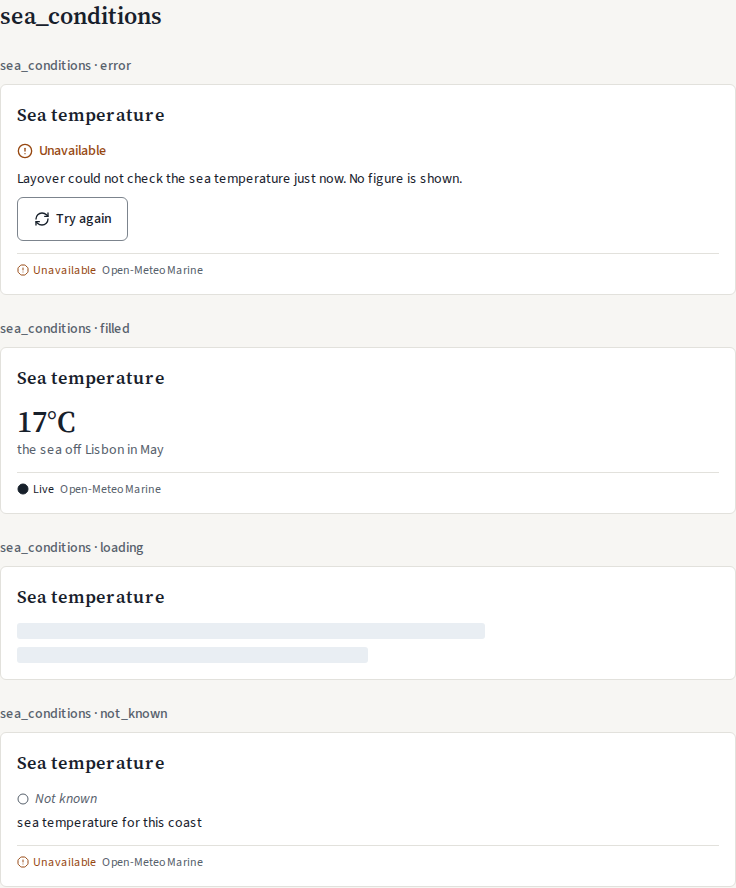 sea_conditions
sea_conditions · error
Sea temperature
Unavailable
Layover could not check the sea temperature just now. No figure is shown.
Try again
Unavailable Open-Meteo Marine
sea_conditions · filled
Sea temperature
17°C
the sea off Lisbon in May
Live Open-Meteo Marine
sea_conditions · loading
Sea temperature
sea_conditions · not_known
Sea temperature
Not known
sea temperature for this coast
Unavailable Open-Meteo Marine